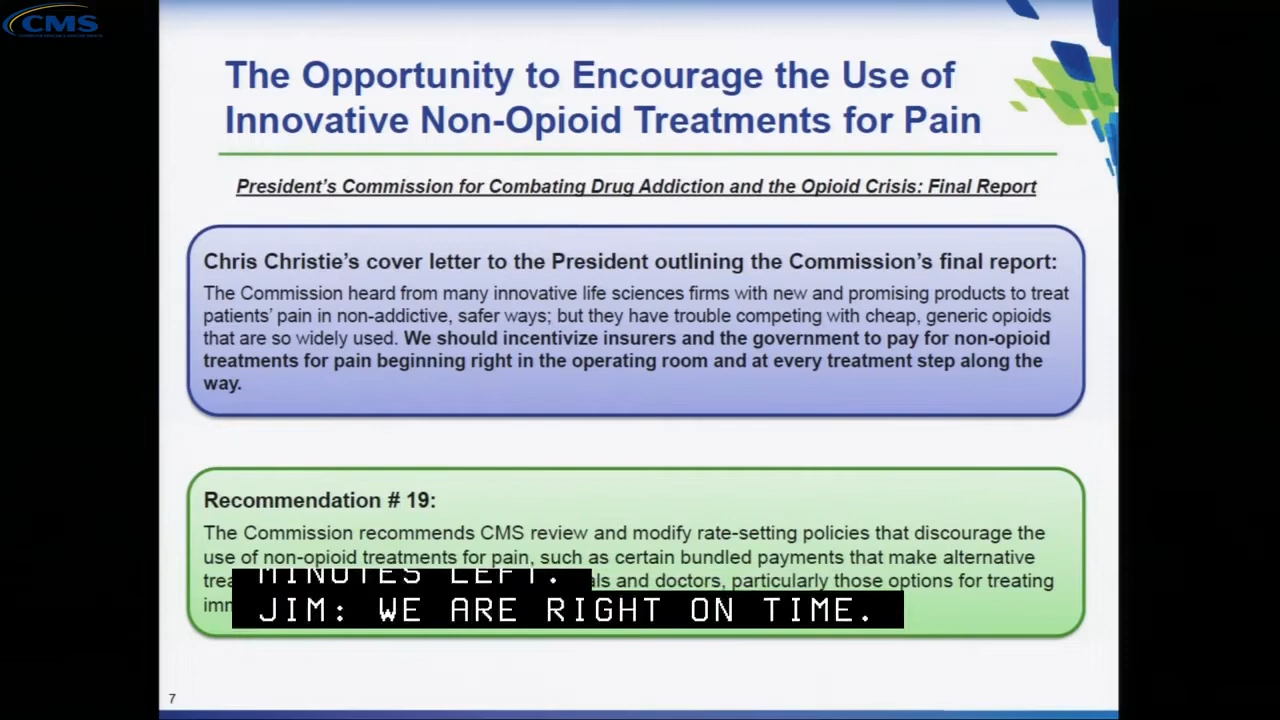 CMS
The Opportunity to Encourage the Use of
Innovative Non-Opioid Treatments for Pain
President's Commission for Combating Drug Addiction and the Opioid Crisis: Final Report
Chris Christie's cover letter to the President outlining the Commission's final report:
The Commission heard from many innovative life sciences firms with new and promising products to treat
patients' pain in non-addictive, safer ways; but they have trouble competing with cheap, generic opioids
that are so widely used. We should incentivize insurers and the government to pay for non-opioid
treatments for pain beginning right in the operating room and at every treatment step along the
way.
Recommendation # 19:
The Commission recommends CMS review and modify rate-setting policies that discourage the
use of non-opioid treatments for pain, such as certain bundled payments that make alternative
and doctors, particularly those options for treating
MINUTES LEFT.
JIM: WE ARE RIGHT ON TIME.
7